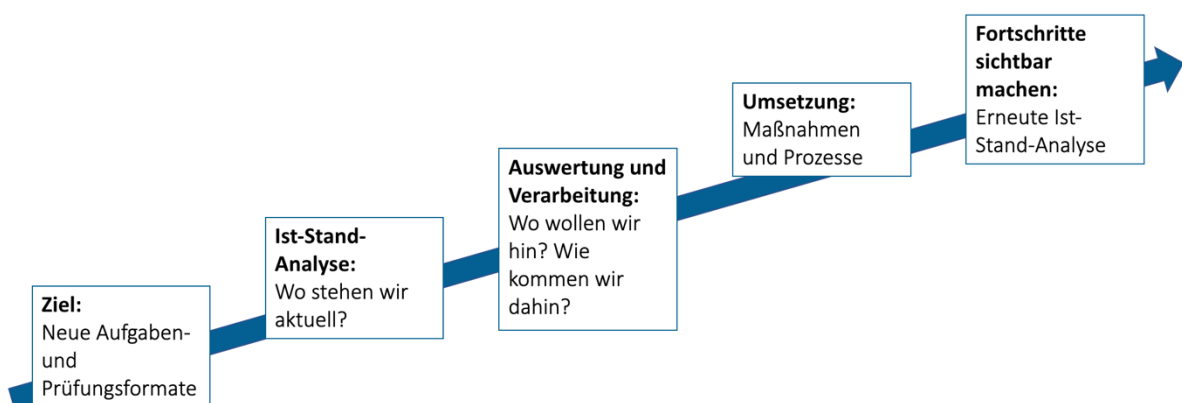 Ziel:
Neue Aufgaben-
und
Prüfungsformate
Ist-Stand-
Analyse:
Wo stehen wir
aktuell?
Auswertung und
Verarbeitung:
Wo wollen wir
hin? Wie
kommen wir
dahin?
Umsetzung:
Maßnahmen
und Prozesse
Fortschritte
sichtbar
machen:
Erneute Ist-
Stand-Analyse